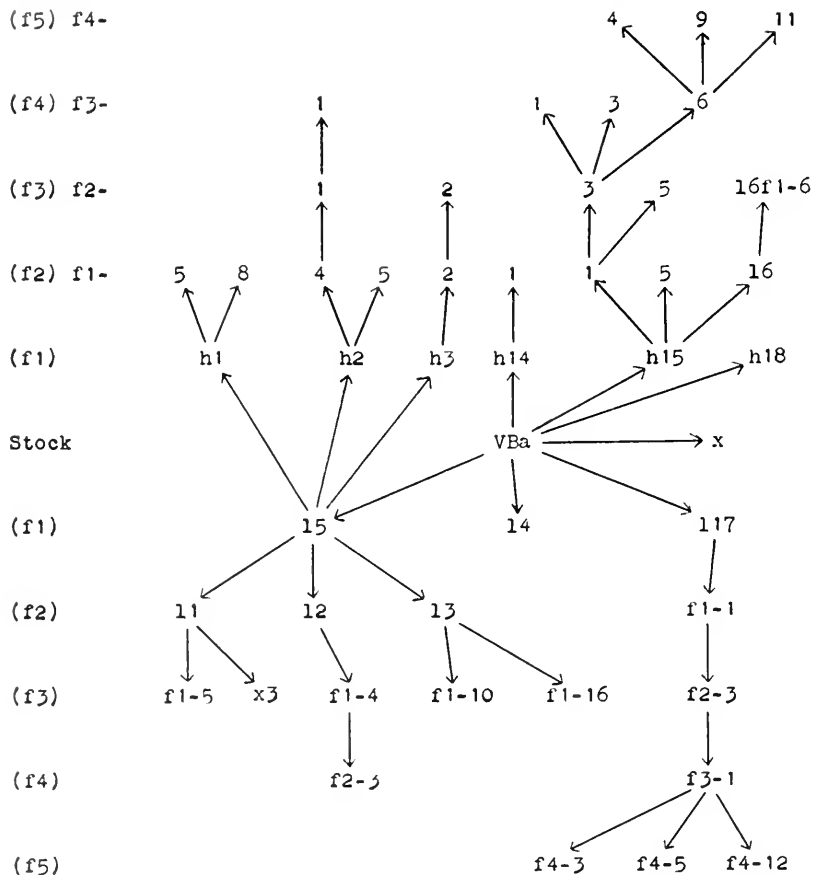 (f5) f4- 4 9 11
(f4) f3- 1 1 3 6
(f3) f2- 1 2 3 5 16f1-6
(f2) f1- 5 8 4 5 2 1 1 5 16
(f1) h1 h2 h3 h14 h15 h18
Stock VBa x
(f1) 15 14 117
(f2) 11 12 13 f1-1
(f3) f1-5 x3 f1-4 f1-10 f1-16 f2-3
(f4) f2-3 f3-1
(f5) f4-3 f4-5 f4-12